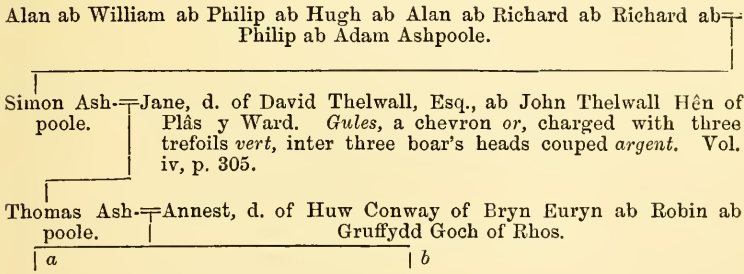 Alan ab William ab Philip ab Hugh ab Alan ab Richard ab Richard ab
Philip ab Adam Ashpoole.
Simon Ash-Jane, d. of David Thelwall, Esq., ab John Thelwall Hên of
poole. Plâs y Ward. Gules, a chevron or, charged with three
trefoils vert, inter three boar's heads couped argent. Vol.
iv, p. 305.
Thomas Ash-Annest, d. of Huw Conway of Bryn Euryn ab Robin ab
poole. Gruffydd Goch of Rhos.
a b